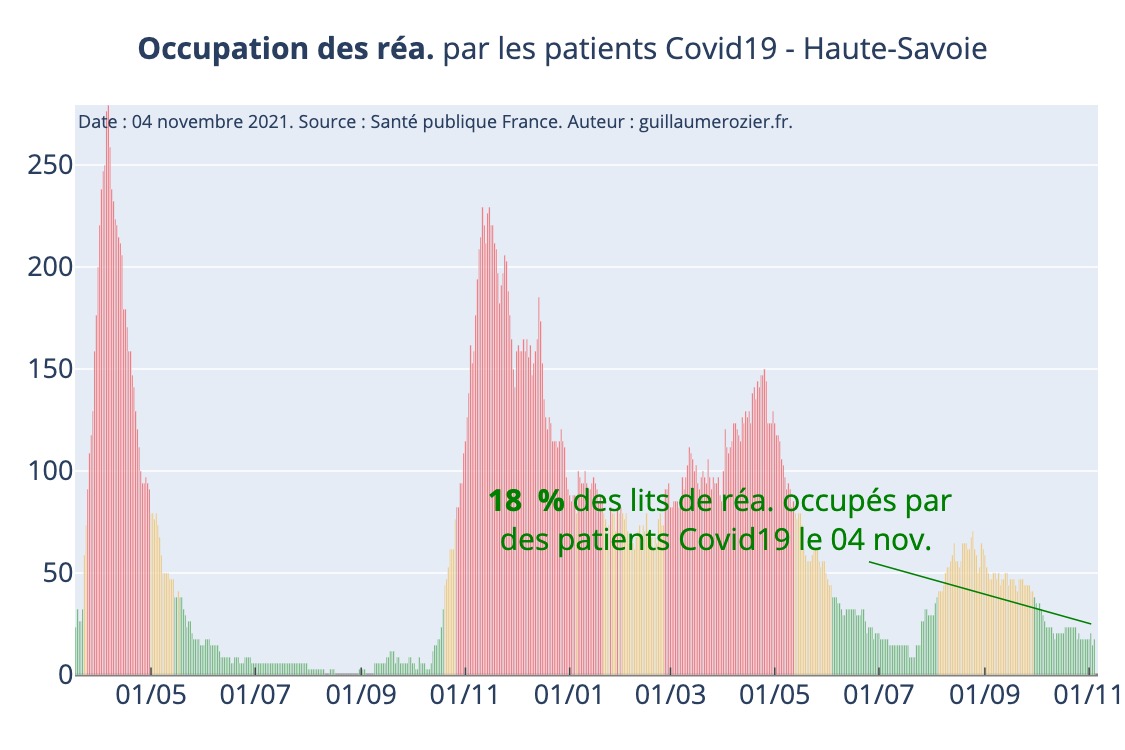 Occupation des réa. par les patients Covid19 - Haute-Savoie
Date : 04 novembre 2021. Source : Santé publique France. Auteur : guillaumerozier.fr.
250
200
150
100
50
0
18 % des lits de réa. occupés par
des patients Covid19 le 04 nov.
01/05 01/07 01/09 01/11 01/01 01/03 01/05 01/07 01/09 01/11